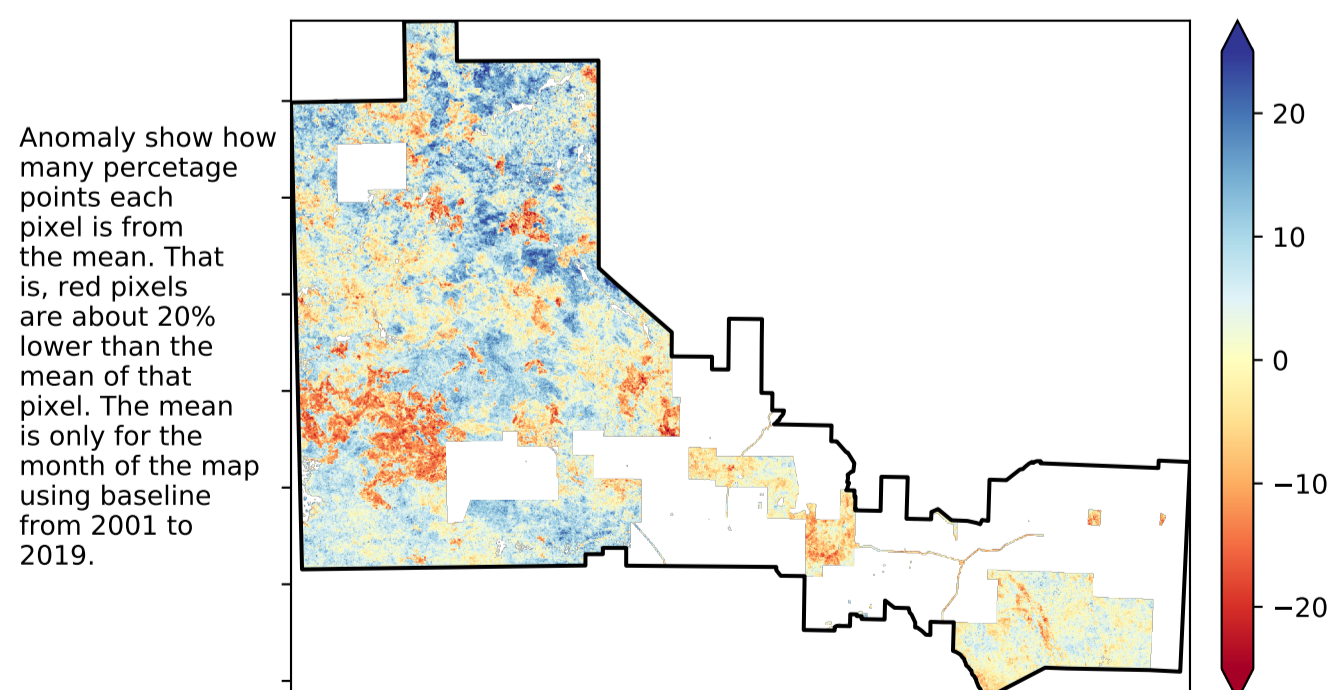 Anomaly show how
many percetage
points each
pixel is from
the mean. That
is, red pixels
are about 20%
lower than the
mean of that
pixel. The mean
is only for the
month of the map
using baseline
from 2001 to
2019.
20
10
0
−10
−20